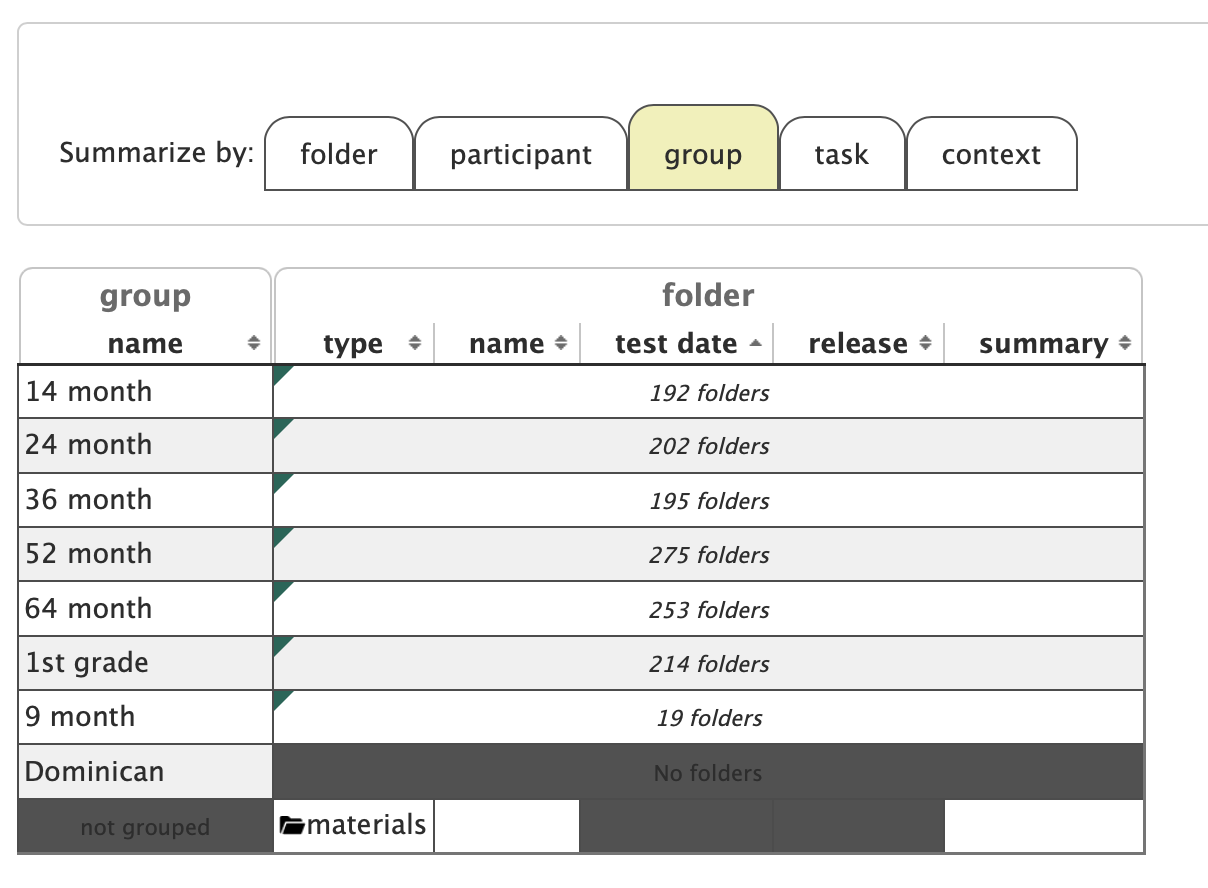 Summarize by: folder participant group task context
group folder
name type name test date release summary
14 month 192 folders
24 month 202 folders
36 month 195 folders
52 month 275 folders
64 month 253 folders
1st grade 214 folders
9 month 19 folders
Dominican No folders
not grouped materials